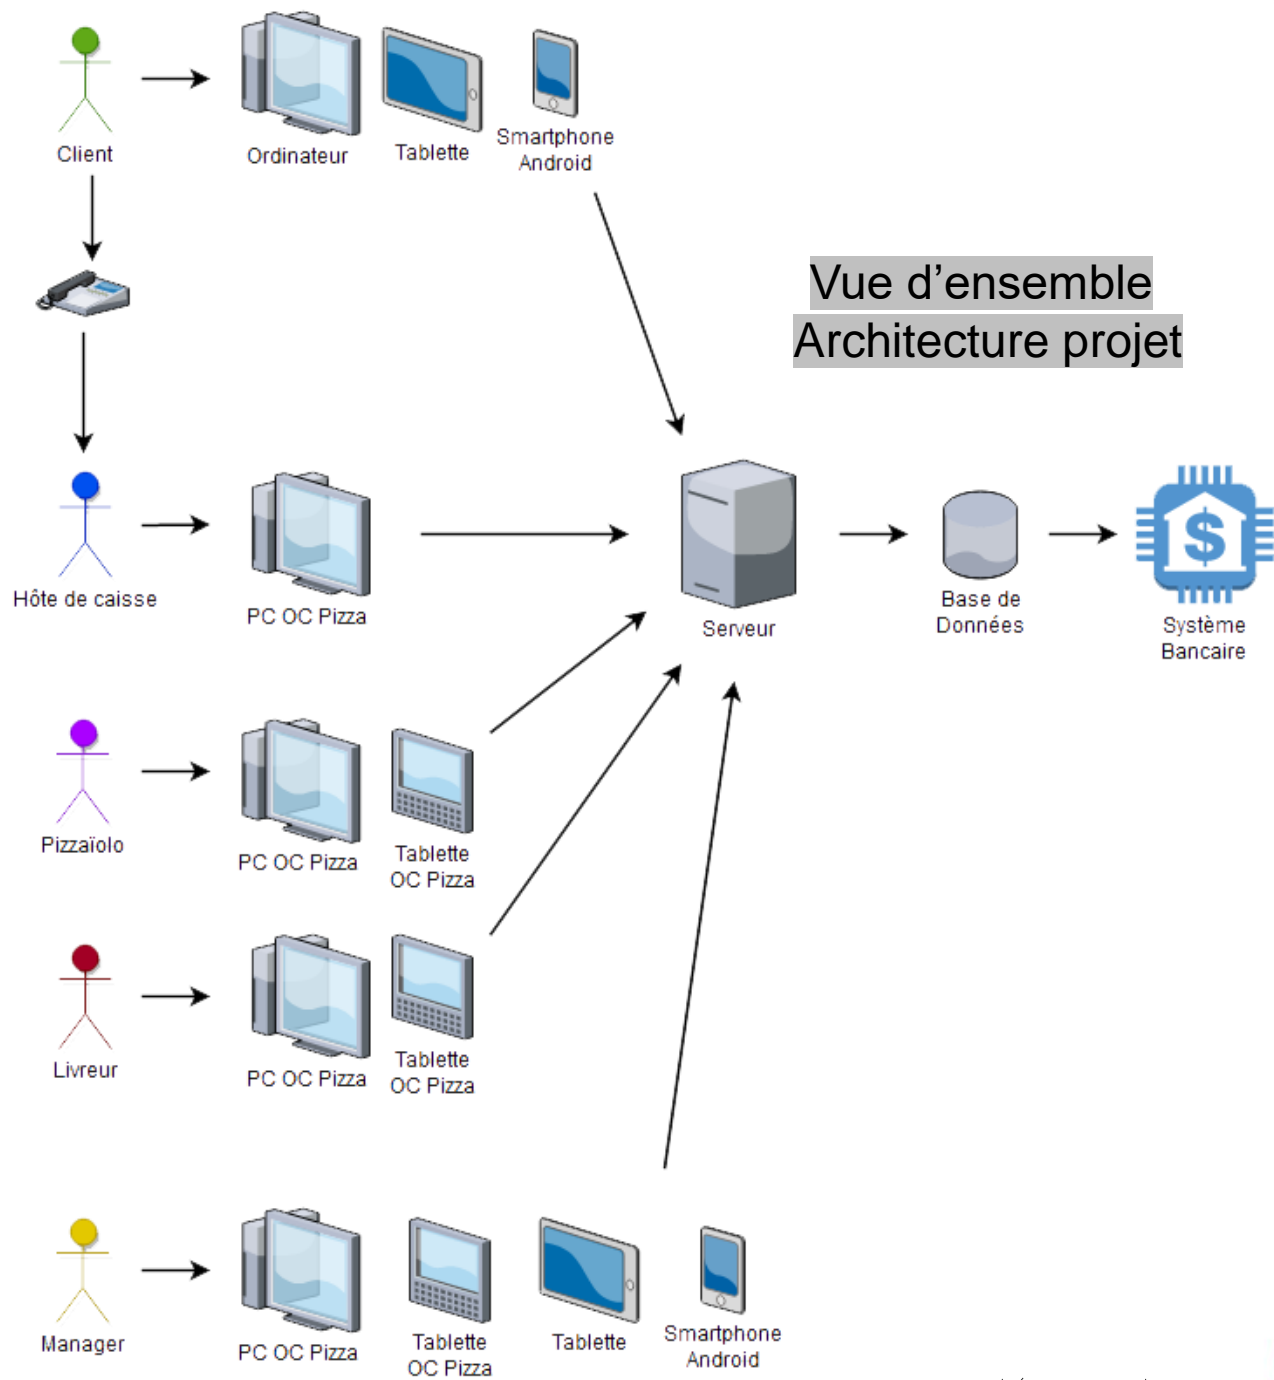 Client
Ordinateur
Tablette
Smartphone
Android
Vue d’ensemble
Architecture projet
Hôte de caisse
PC OC Pizza
Serveur
Base de
Données
Système
Bancaire
Pizzaïolo
PC OC Pizza
Tablette
OC Pizza
Livreur
PC OC Pizza
Tablette
OC Pizza
Manager
PC OC Pizza
Tablette
OC Pizza
Tablette
Smartphone
Android